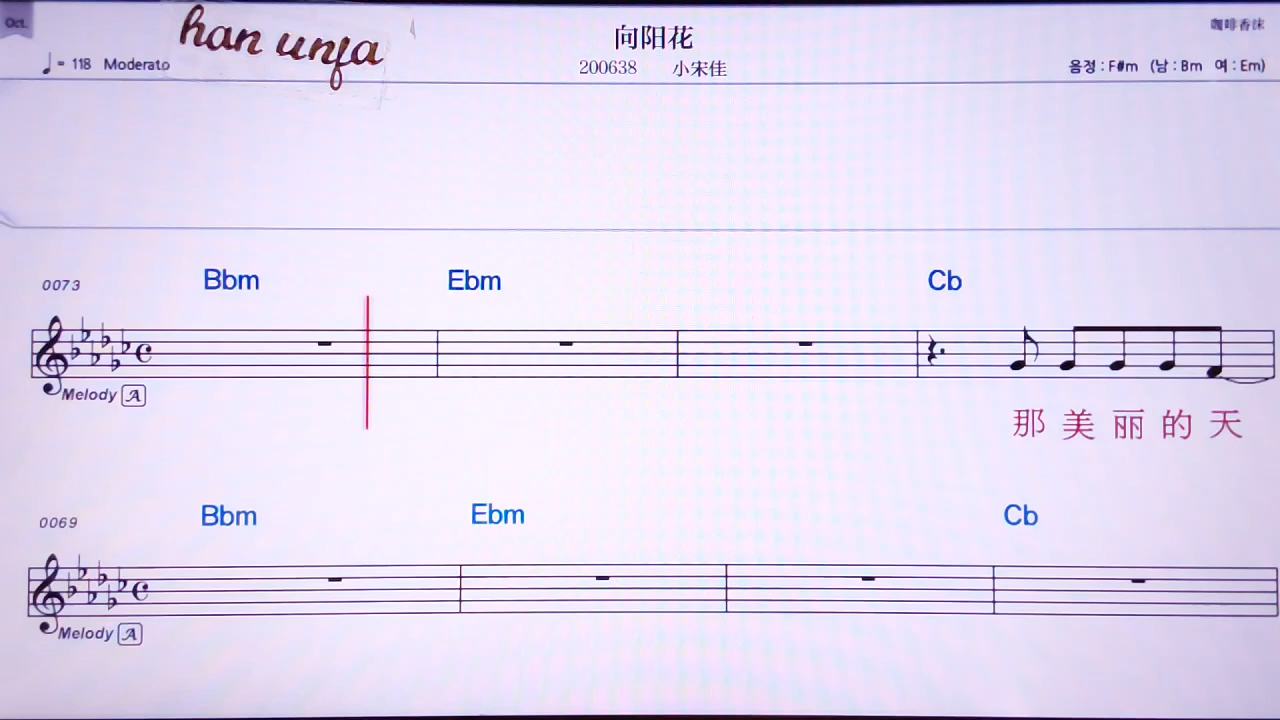 Oct.
han unfa
向阳花
咖啡香沫
= 118 Moderato
200638 小宋佳
음정 : F#m (남 : Bm 여 : Em)
0073 Bbm Ebm Cb
Melody A
那 美 丽 的 天
0069 Bbm Ebm Cb
Melody A